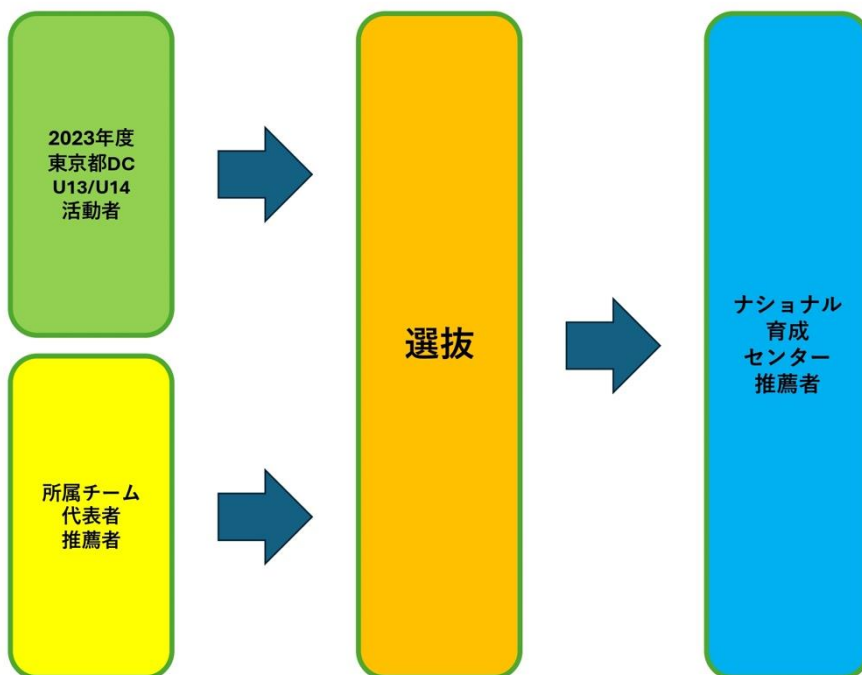 2023年度
東京都DC
U13/U14
活動者
所属チーム
代表者
推薦者
選抜
ナショナル
育成
センター
推薦者